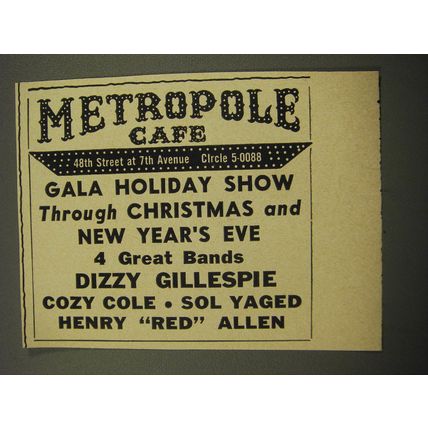 METROPOLE
CAFE
48th Street at 7th Avenue CIrcle 5-0088
GALA HOLIDAY SHOW
Through CHRISTMAS and
NEW YEAR'S EVE
4 Great Bands
DIZZY GILLESPIE
COZY COLE • SOL YAGED
HENRY "RED" ALLEN